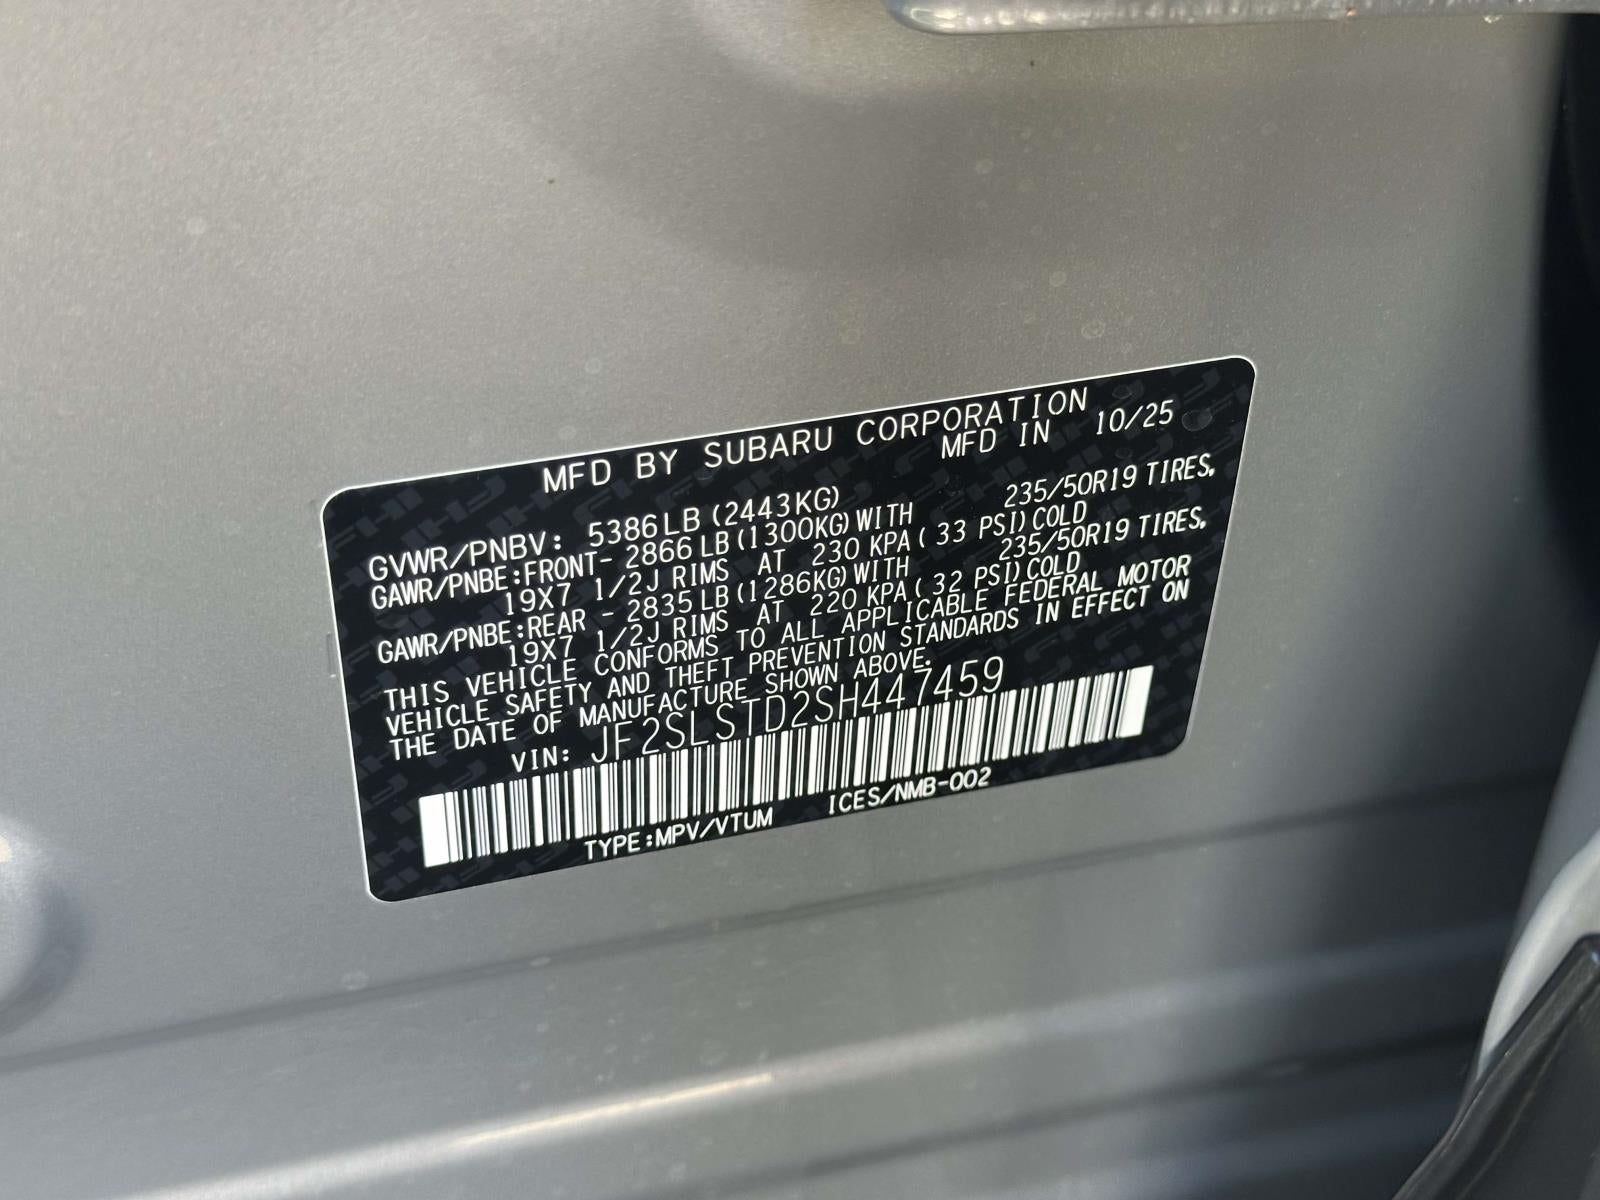 MFD BY SUBARU CORPORATION
MFD IN 10/25
GVWR/PNBV: 5386LB(2443KG)
GAWR/PNBE:FRONT- 2866LB(1300KG)WITH 235/50R19 TIRES,
19X7 1/2J RIMS AT 230 KPA( 33 PSI)COLD
GAWR/PNBE:REAR - 2835LB(1286KG)WITH 235/50R19 TIRES,
19X7 1/2J RIMS AT 220 KPA( 32 PSI)COLD
THIS VEHICLE CONFORMS TO ALL APPLICABLE FEDERAL MOTOR
VEHICLE SAFETY AND THEFT PREVENTION STANDARDS IN EFFECT ON
THE DATE OF MANUFACTURE SHOWN ABOVE.
VIN: JF2SLSTD2SH447459
TYPE:MPV/VTUM ICES/NMB-002